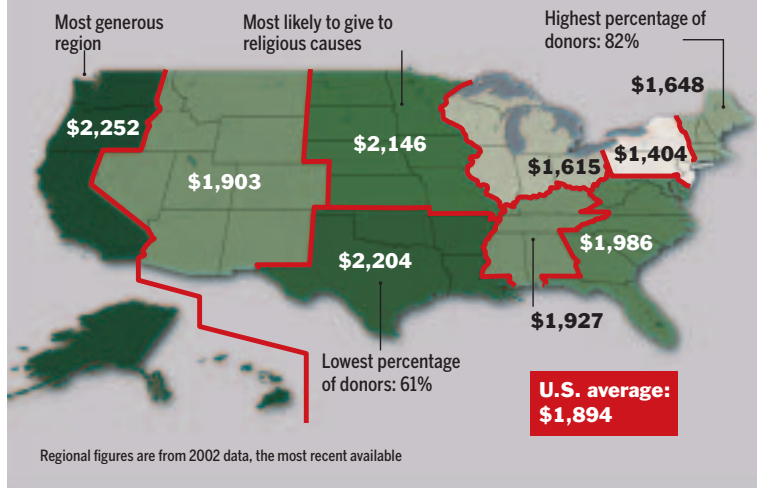 Most generous
region
Most likely to give to
religious causes
Highest percentage of
donors: 82%
$1,648
$2,252
$2,146
$1,404
$1,615
$1,903
$1,986
$2,204
$1,927
Lowest percentage
of donors: 61%
U.S. average:
$1,894
Regional figures are from 2002 data, the most recent available